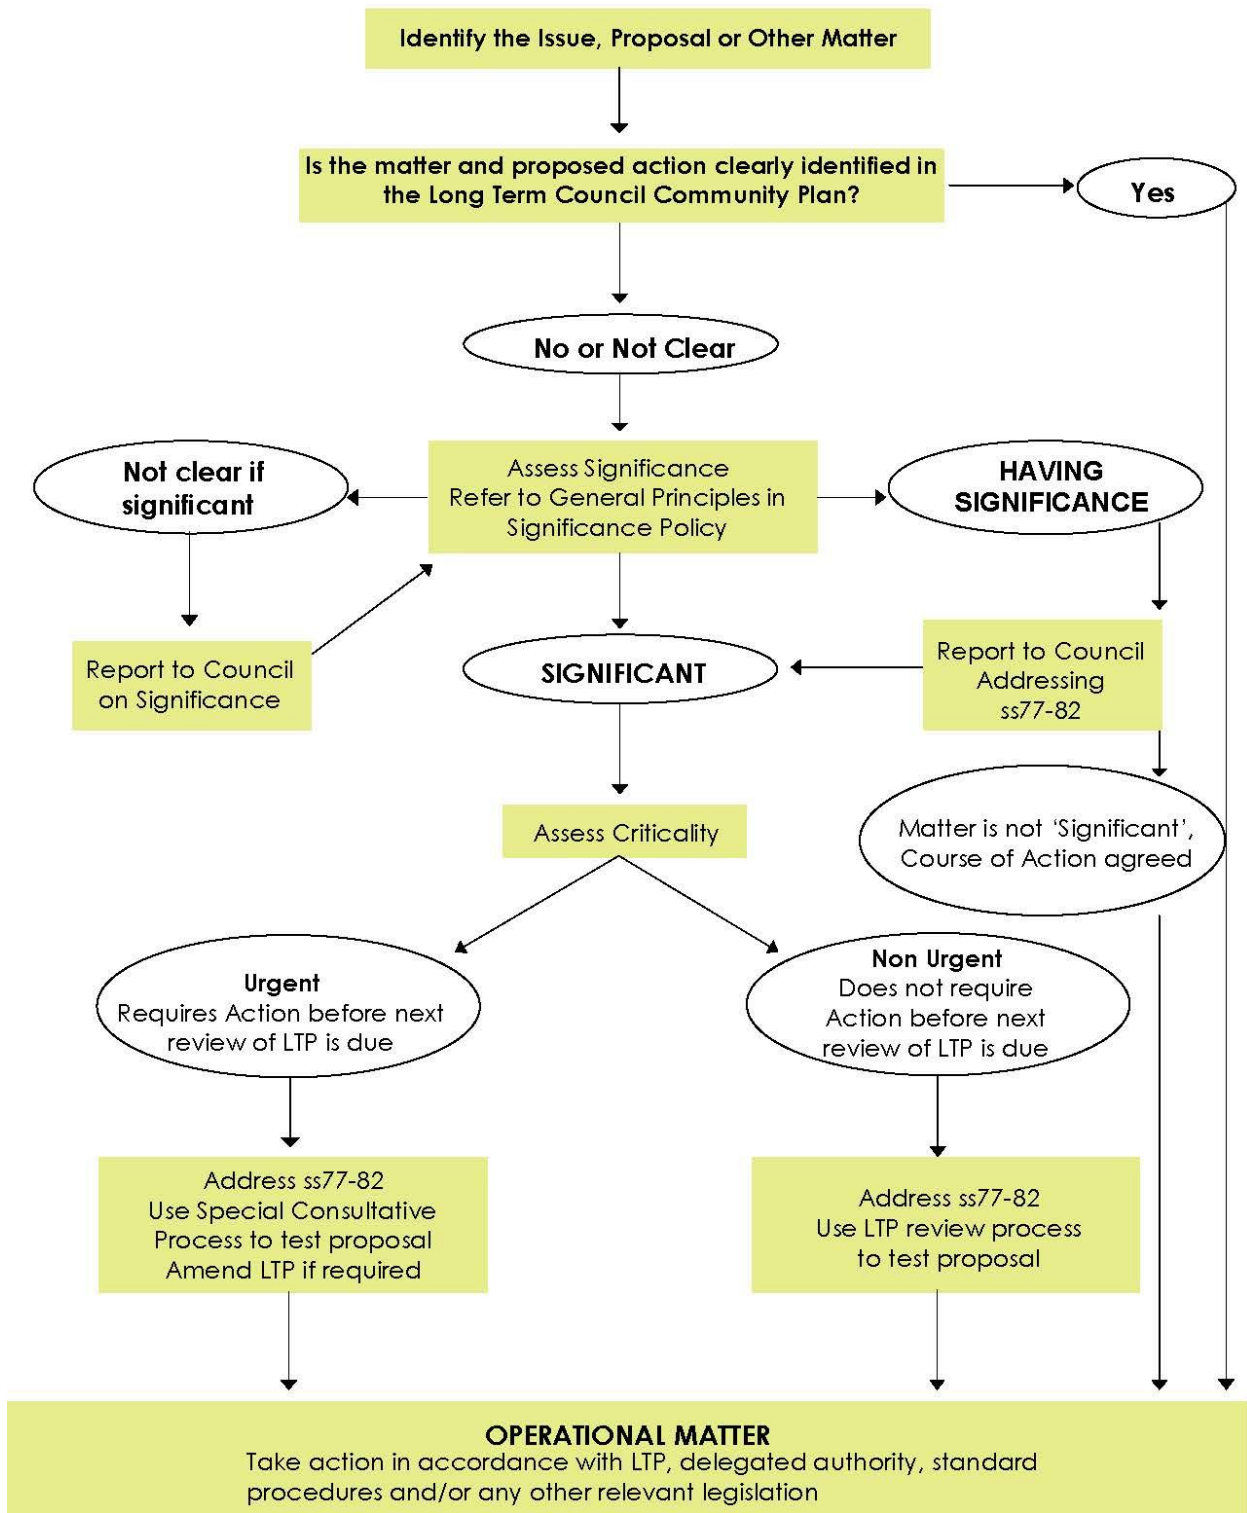 Identify the Issue, Proposal or Other Matter
Is the matter and proposed action clearly identified in
the Long Term Council Community Plan?
Yes
No or Not Clear
Not clear if
significant
Assess Significance
Refer to General Principles in
Significance Policy
HAVING
SIGNIFICANCE
Report to Council
on Significance
SIGNIFICANT
Report to Council
Addressing
ss77-82
Assess Criticality
Matter is not ‘Significant’,
Course of Action agreed
Urgent
Requires Action before next
review of LTP is due
Non Urgent
Does not require
Action before next
review of LTP is due
Address ss77-82
Use Special Consultative
Process to test proposal
Amend LTP if required
Address ss77-82
Use LTP review process
to test proposal
OPERATIONAL MATTER
Take action in accordance with LTP, delegated authority, standard
procedures and/or any other relevant legislation